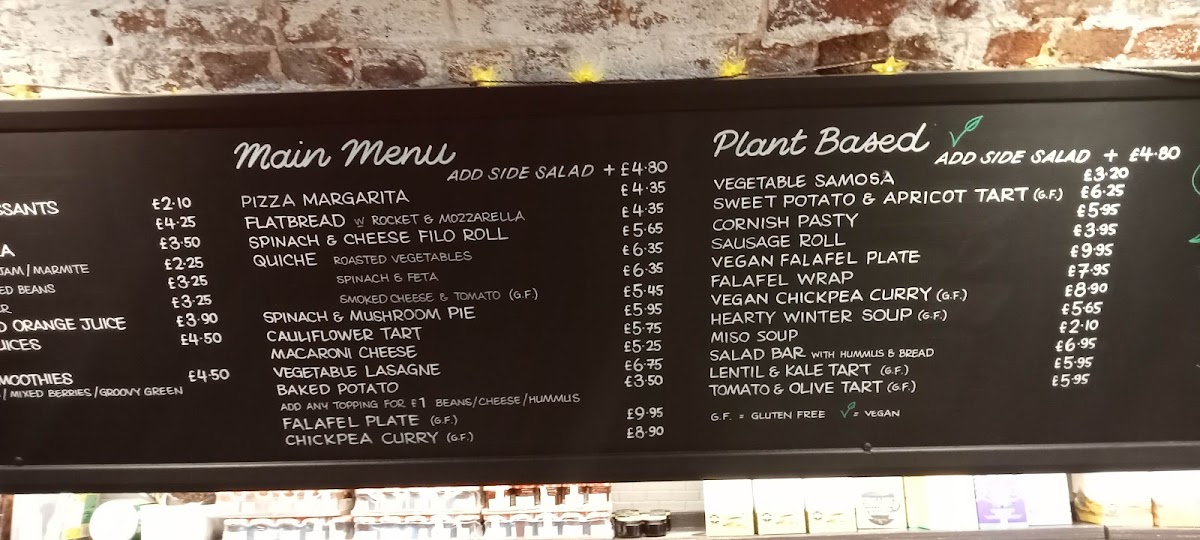 SSANTS £2.10
£4.25
A £3.50
JAM/MARMITE £2.25
ED BEANS £3.25
ER £3.25
D ORANGE JUICE £3.90
UICES £4.50
MOOTHIES £4.50
/ MIXED BERRIES/GROOVY GREEN
Main Menu
ADD SIDE SALAD + £4.80
PIZZA MARGARITA £4.35
FLATBREAD W ROCKET & MOZZARELLA £4.35
SPINACH & CHEESE FILO ROLL £5.65
QUICHE ROASTED VEGETABLES £6.35
SPINACH & FETA £6.35
SMOKED CHEESE & TOMATO (G.F.) £5.45
SPINACH & MUSHROOM PIE £5.95
CAULIFLOWER TART £5.75
MACARONI CHEESE £5.25
VEGETABLE LASAGNE £6.75
BAKED POTATO £3.50
ADD ANY TOPPING FOR £1 BEANS/CHEESE/HUMMUS
FALAFEL PLATE (G.F.) £9.95
CHICKPEA CURRY (G.F.) £8.90
Plant Based
ADD SIDE SALAD + £4.80
VEGETABLE SAMOSA £3.20
SWEET POTATO & APRICOT TART (G.F.) £6.25
CORNISH PASTY £5.95
SAUSAGE ROLL £3.95
VEGAN FALAFEL PLATE £9.95
FALAFEL WRAP £7.95
VEGAN CHICKPEA CURRY (G.F.) £8.90
HEARTY WINTER SOUP (G.F.) £5.65
MISO SOUP £2.10
SALAD BAR WITH HUMMUS & BREAD £6.95
LENTIL & KALE TART (G.F.) £5.95
TOMATO & OLIVE TART (G.F.) £5.95
G.F. = GLUTEN FREE = VEGAN